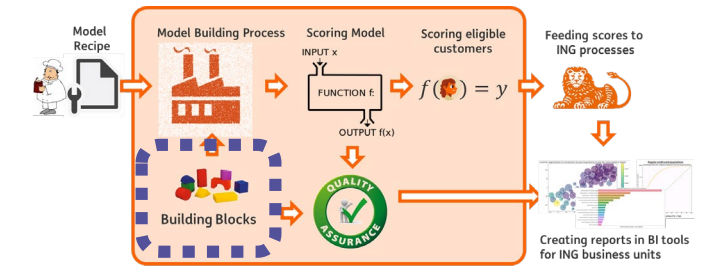 Model
Recipe
Model Building Process
Scoring Model
Scoring eligible
customers
Feeding scores to
ING processes
INPUT x
FUNCTION f:
OUTPUT f(x)
f( ) = y
Building Blocks
QUALITY
ASSURANCE
Creating reports in BI tools
for ING business units